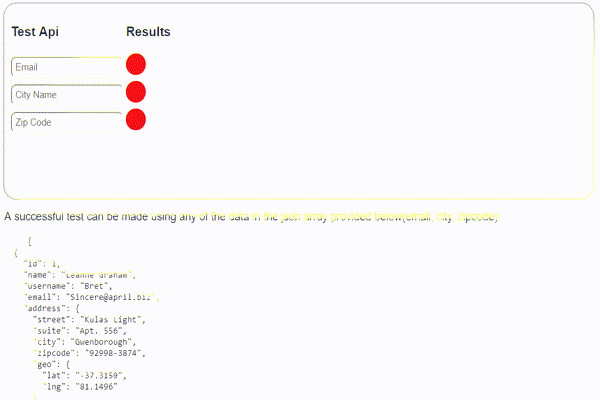 Test Api Results
Email
City Name
Zip Code
A successful test can be made using any of the data in the json array provided below(email, city, zipcode)
[
{
"id": 1,
"name": "Leanne Graham",
"username": "Bret",
"email": "Sincere@april.biz",
"address": {
"street": "Kulas Light",
"suite": "Apt. 556",
"city": "Gwenborough",
"zipcode": "92998-3874",
"geo": {
"lat": "-37.3159",
"lng": "81.1496"
}